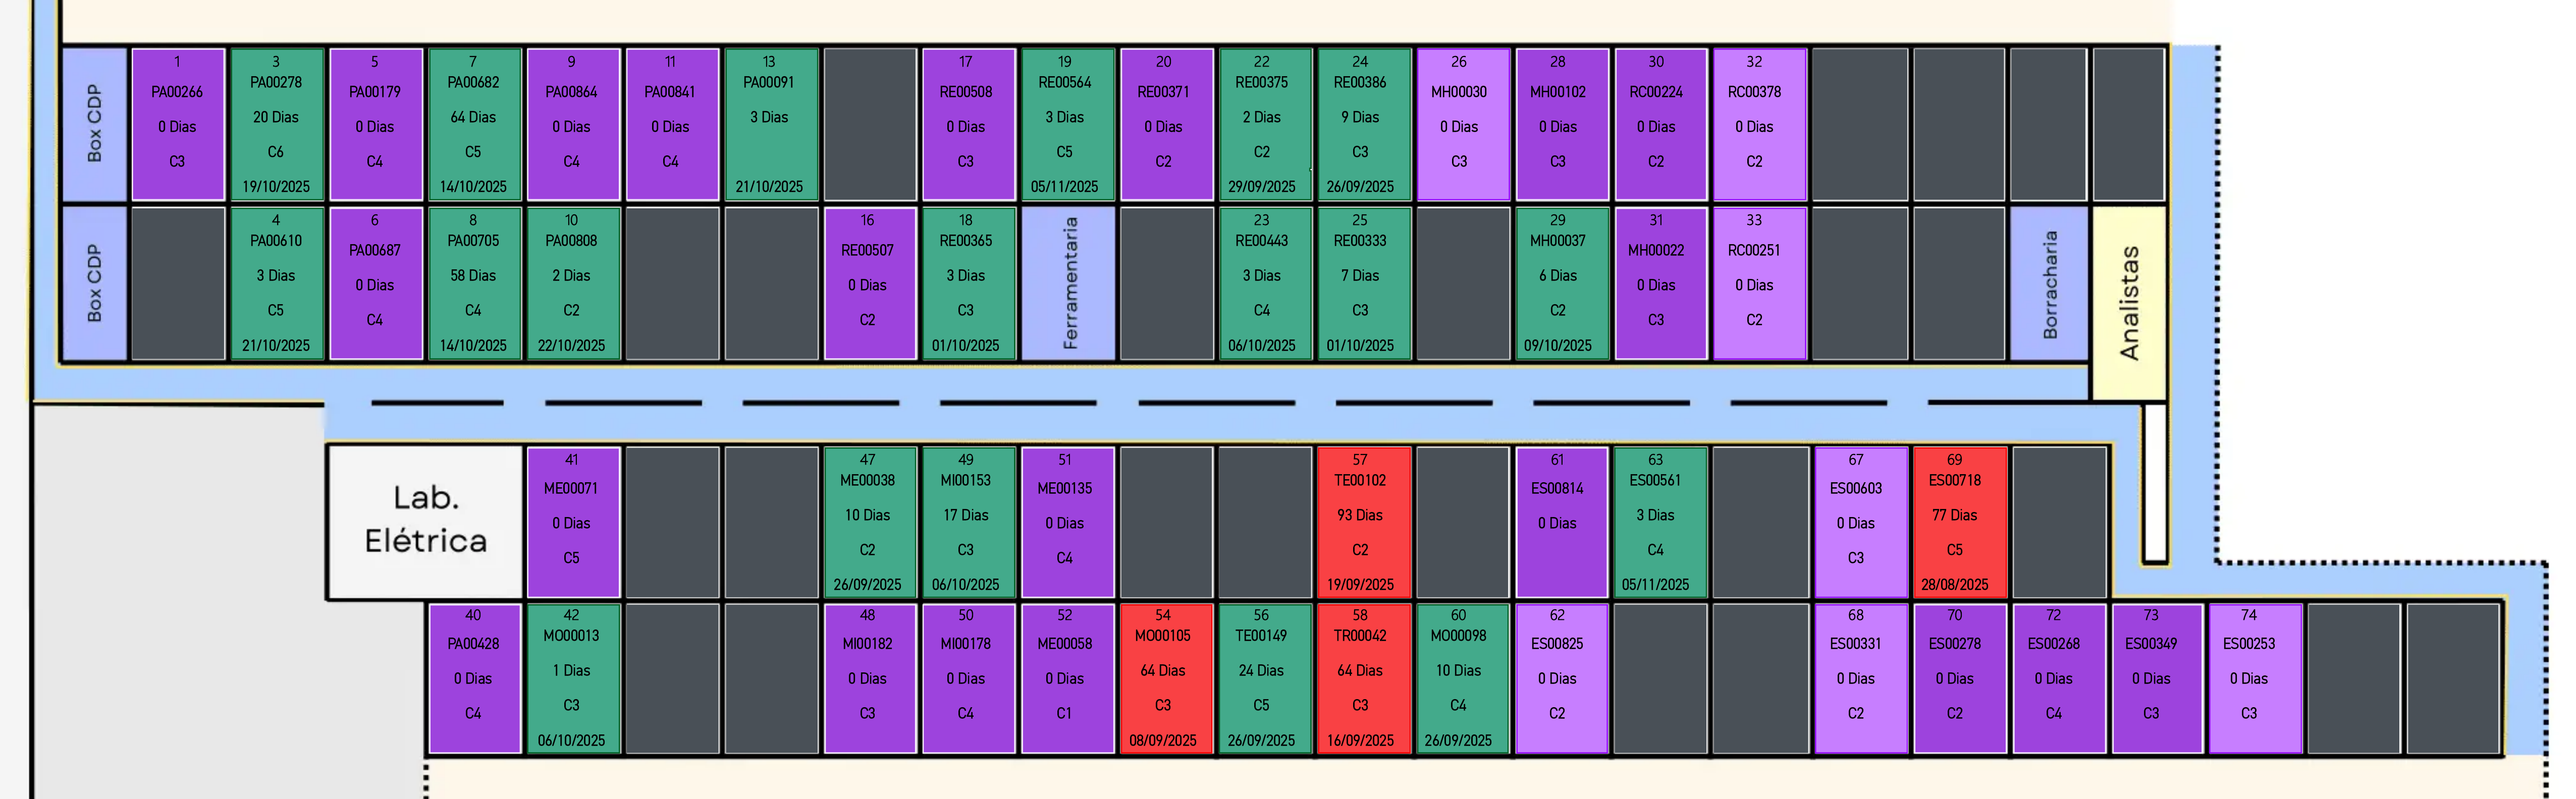 Box CDP
1
PA00266
0 Dias
C3
3
PA00278
20 Dias
C6
19/10/2025
5
PA00179
0 Dias
C4
7
PA00682
64 Dias
C5
14/10/2025
9
PA00864
0 Dias
C4
11
PA00841
0 Dias
C4
13
PA00091
3 Dias
21/10/2025
17
RE00508
0 Dias
C3
19
RE00564
3 Dias
C5
05/11/2025
20
RE00371
0 Dias
C2
22
RE00375
2 Dias
C2
29/09/2025
24
RE00386
9 Dias
C3
26/09/2025
26
MH00030
0 Dias
C3
28
MH00102
0 Dias
C3
30
RC00224
0 Dias
C2
32
RC00378
0 Dias
C2
Box CDP
4
PA00610
3 Dias
C5
21/10/2025
6
PA00687
0 Dias
C4
8
PA00705
58 Dias
C4
14/10/2025
10
PA00808
2 Dias
C2
22/10/2025
16
RE00507
0 Dias
C2
18
RE00365
3 Dias
C3
01/10/2025
Ferramentaria
23
RE00443
3 Dias
C4
06/10/2025
25
RE00333
7 Dias
C3
01/10/2025
29
MH00037
6 Dias
C2
09/10/2025
31
MH00022
0 Dias
C3
33
RC00251
0 Dias
C2
Borracharia
Analistas
Lab.
Elétrica
41
ME00071
0 Dias
C5
47
ME00038
10 Dias
C2
26/09/2025
49
MI00153
17 Dias
C3
06/10/2025
51
ME00135
0 Dias
C4
57
TE00102
93 Dias
C2
19/09/2025
61
ES00814
0 Dias
63
ES00561
3 Dias
C4
05/11/2025
67
ES00603
0 Dias
C3
69
ES00718
77 Dias
C5
28/08/2025
40
PA00428
0 Dias
C4
42
MO00013
1 Dias
C3
06/10/2025
48
MI00182
0 Dias
C3
50
MI00178
0 Dias
C4
52
ME00058
0 Dias
C1
54
MO00105
64 Dias
C3
08/09/2025
56
TE00149
24 Dias
C5
26/09/2025
58
TR00042
64 Dias
C3
16/09/2025
60
MO00098
10 Dias
C4
26/09/2025
62
ES00825
0 Dias
C2
68
ES00331
0 Dias
C2
70
ES00278
0 Dias
C2
72
ES00268
0 Dias
C4
73
ES00349
0 Dias
C3
74
ES00253
0 Dias
C3